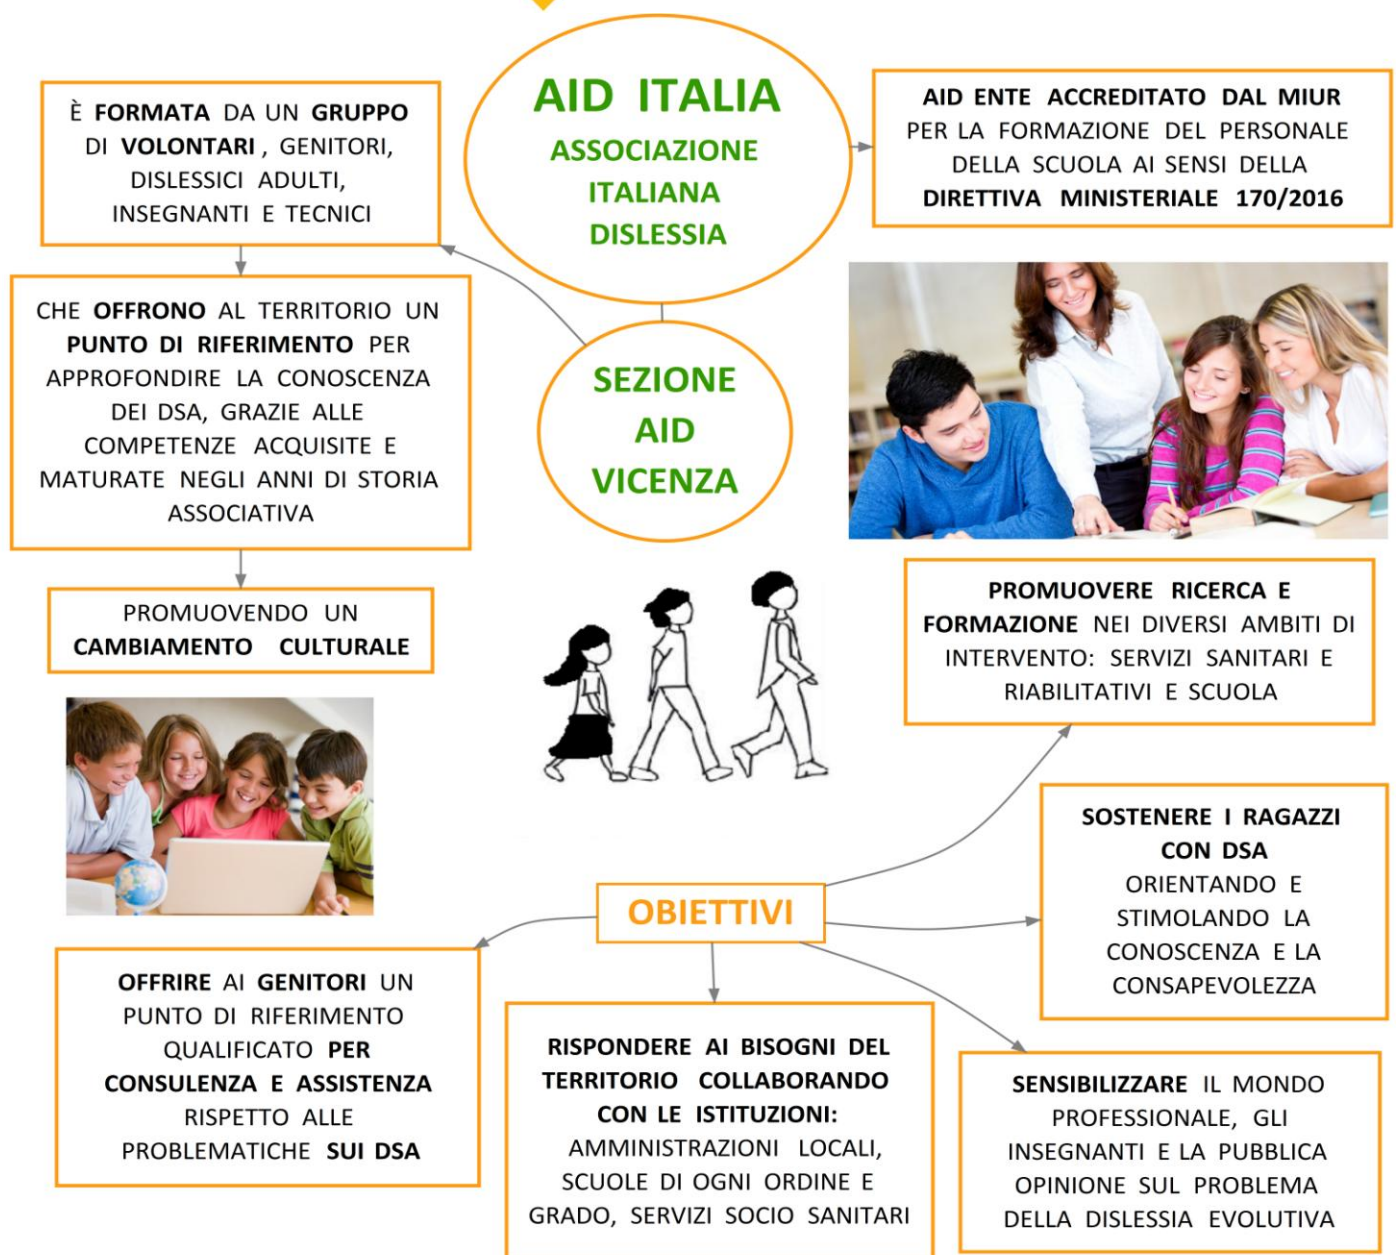 AID ITALIA
ASSOCIAZIONE
ITALIANA
DISLESSIA
AID ENTE ACCREDITATO DAL MIUR
PER LA FORMAZIONE DEL PERSONALE
DELLA SCUOLA AI SENSI DELLA
DIRETTIVA MINISTERIALE 170/2016
SEZIONE
AID
VICENZA
È FORMATA DA UN GRUPPO
DI VOLONTARI , GENITORI,
DISLESSICI ADULTI,
INSEGNANTI E TECNICI
CHE OFFRONO AL TERRITORIO UN
PUNTO DI RIFERIMENTO PER
APPROFONDIRE LA CONOSCENZA
DEI DSA, GRAZIE ALLE
COMPETENZE ACQUISITE E
MATURATE NEGLI ANNI DI STORIA
ASSOCIATIVA
PROMUOVENDO UN
CAMBIAMENTO CULTURALE
OBIETTIVI
PROMUOVERE RICERCA E
FORMAZIONE NEI DIVERSI AMBITI DI
INTERVENTO: SERVIZI SANITARI E
RIABILITATIVI E SCUOLA
SOSTENERE I RAGAZZI
CON DSA
ORIENTANDO E
STIMOLANDO LA
CONOSCENZA E LA
CONSAPEVOLEZZA
SENSIBILIZZARE IL MONDO
PROFESSIONALE, GLI
INSEGNANTI E LA PUBBLICA
OPINIONE SUL PROBLEMA
DELLA DISLESSIA EVOLUTIVA
RISPONDERE AI BISOGNI DEL
TERRITORIO COLLABORANDO
CON LE ISTITUZIONI:
AMMINISTRAZIONI LOCALI,
SCUOLE DI OGNI ORDINE E
GRADO, SERVIZI SOCIO SANITARI
OFFRIRE AI GENITORI UN
PUNTO DI RIFERIMENTO
QUALIFICATO PER
CONSULENZA E ASSISTENZA
RISPETTO ALLE
PROBLEMATICHE SUI DSA